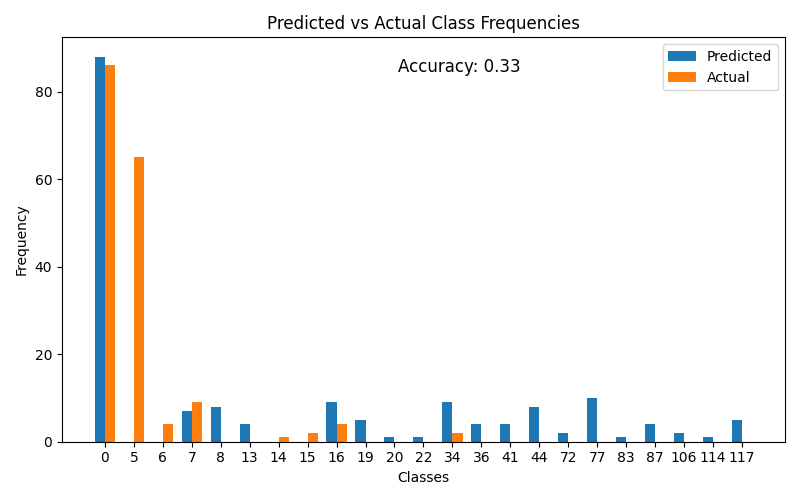 Predicted vs Actual Class Frequencies
Accuracy: 0.33
Predicted
Actual
Frequency
80
60
40
20
0
0 5 6 7 8 13 14 15 16 19 20 22 34 36 41 44 72 77 83 87 106 114 117
Classes